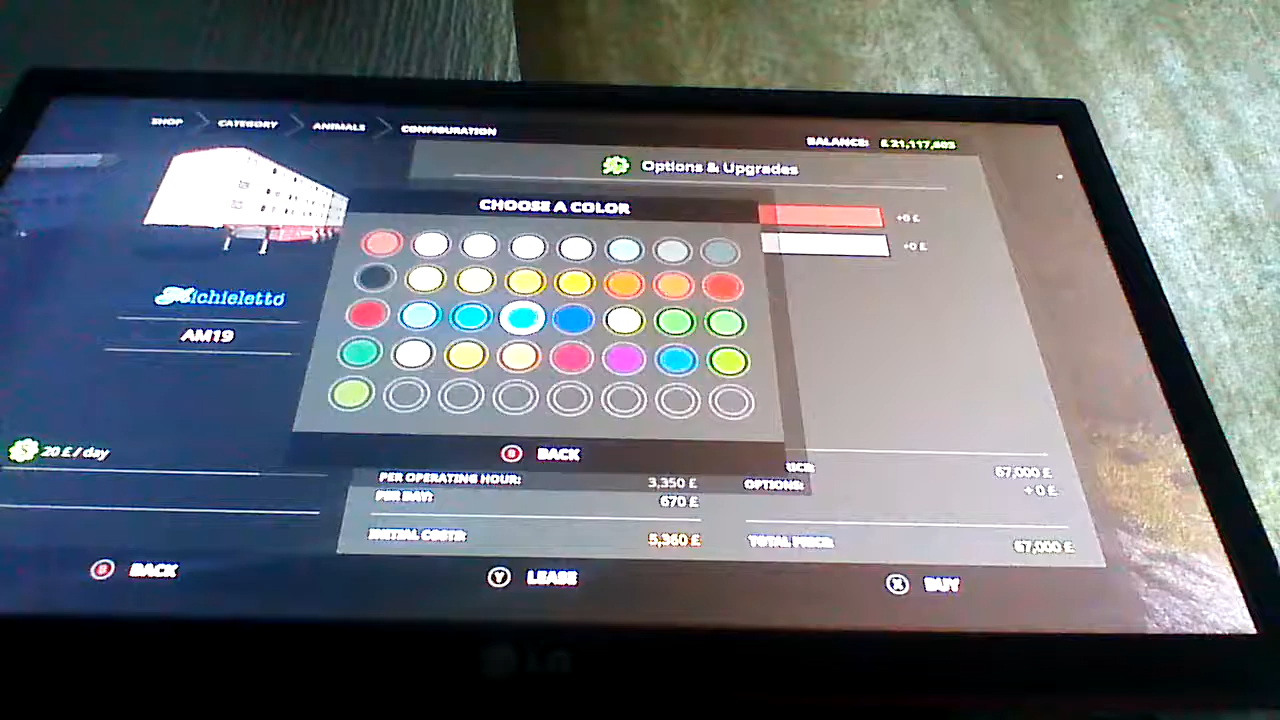 SHOP CATEGORY ANIMALS CONFIGURATION
BALANCE:
Options & Upgrades
CHOOSE A COLOR
+0 £
+0 £
Michieletto
AM19
20 £ / day
B BACK
PER OPERATING HOUR: 3,350 £
PER DAY: 670 £
INITIAL COSTS: 5,360 £
67,000 £
OPTIONS: +0 £
TOTAL PRICE: 67,000 £
B BACK
Y LEASE
X BUY
LG